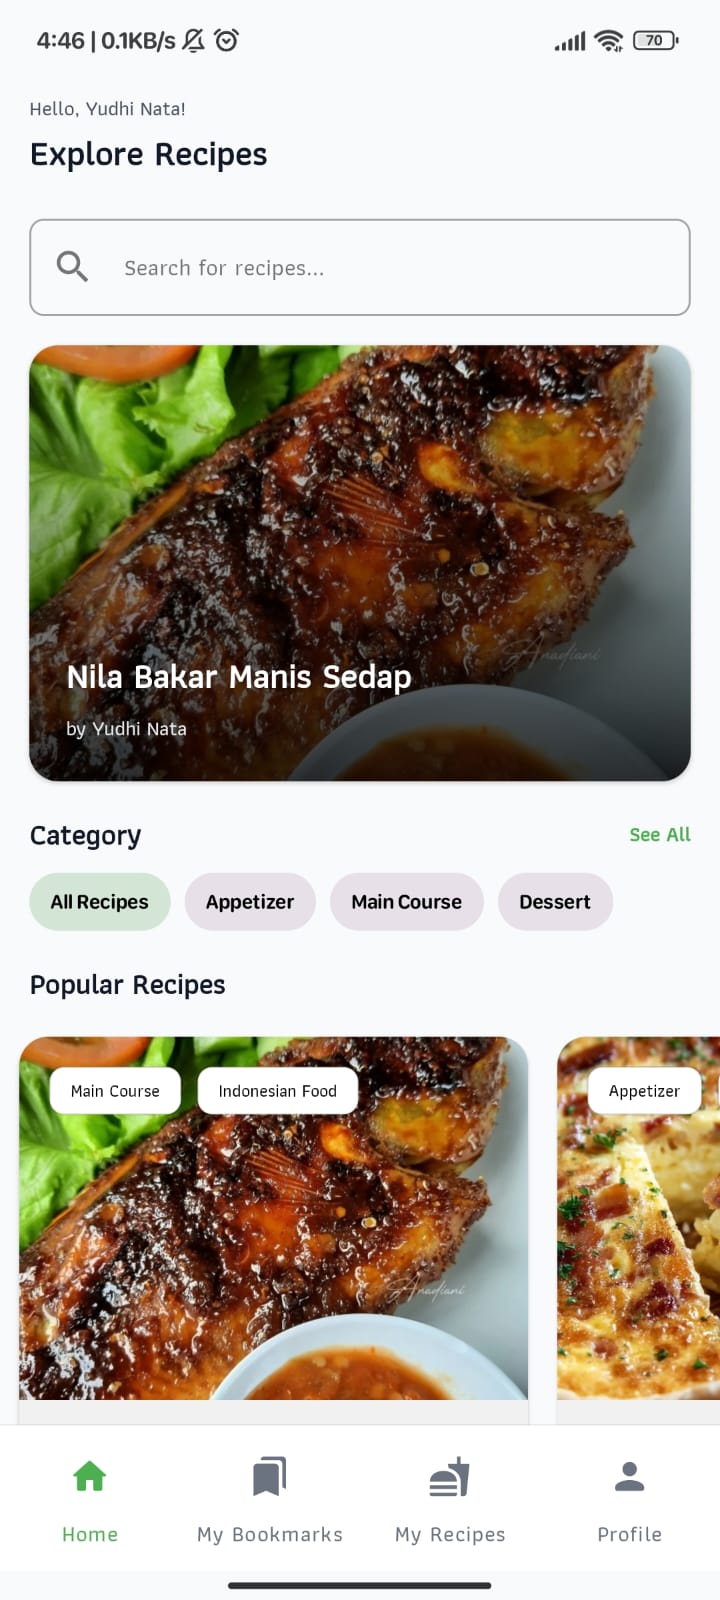 4:46 | 0.1KB/s
70
Hello, Yudhi Nata!
Explore Recipes
Search for recipes...
Anadiani
Nila Bakar Manis Sedap
by Yudhi Nata
Category
See All
All Recipes
Appetizer
Main Course
Dessert
Popular Recipes
Main Course
Indonesian Food
Appetizer
Anadiani
Home
My Bookmarks
My Recipes
Profile